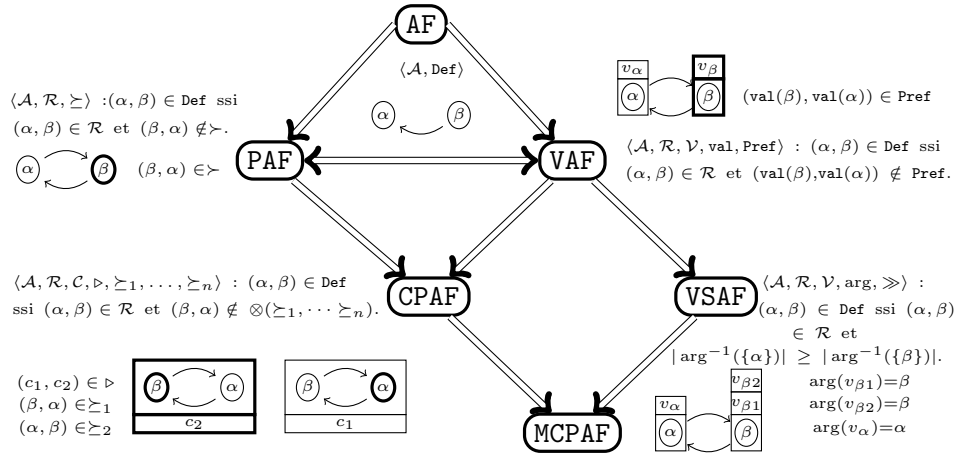 AF
⟨𝒜, Def⟩
α β
v_α v_β
α β
(val(β),val(α)) ∈ Pref
⟨𝒜, ℛ, ⪰⟩ :(α, β) ∈ Def ssi
(α, β) ∈ ℛ et (β, α) ∉≻.
α β (β, α) ∈≻
PAF
VAF
⟨𝒜, ℛ, 𝒱, val, Pref⟩ : (α, β) ∈ Def ssi
(α, β) ∈ ℛ et (val(β),val(α)) ∉ Pref.
⟨𝒜, ℛ, 𝒞, ▷, ⪰₁, . . . , ⪰ₙ⟩ : (α, β) ∈ Def
ssi (α, β) ∈ ℛ et (β, α) ∉ ⊗(⪰₁, · · · ⪰ₙ).
CPAF
VSAF
⟨𝒜, ℛ, 𝒱, arg, ≫⟩ :
(α, β) ∈ Def ssi (α, β)
∈ ℛ et
| arg⁻¹({α})| ≥ | arg⁻¹({β})|.
(c₁, c₂) ∈ ▷
(β, α) ∈⪰₁
(α, β) ∈⪰₂
β α
c₂
β α
c₁
MCPAF
v_β2
v_α v_β1
α β
arg(v_β1)=β
arg(v_β2)=β
arg(v_α)=α